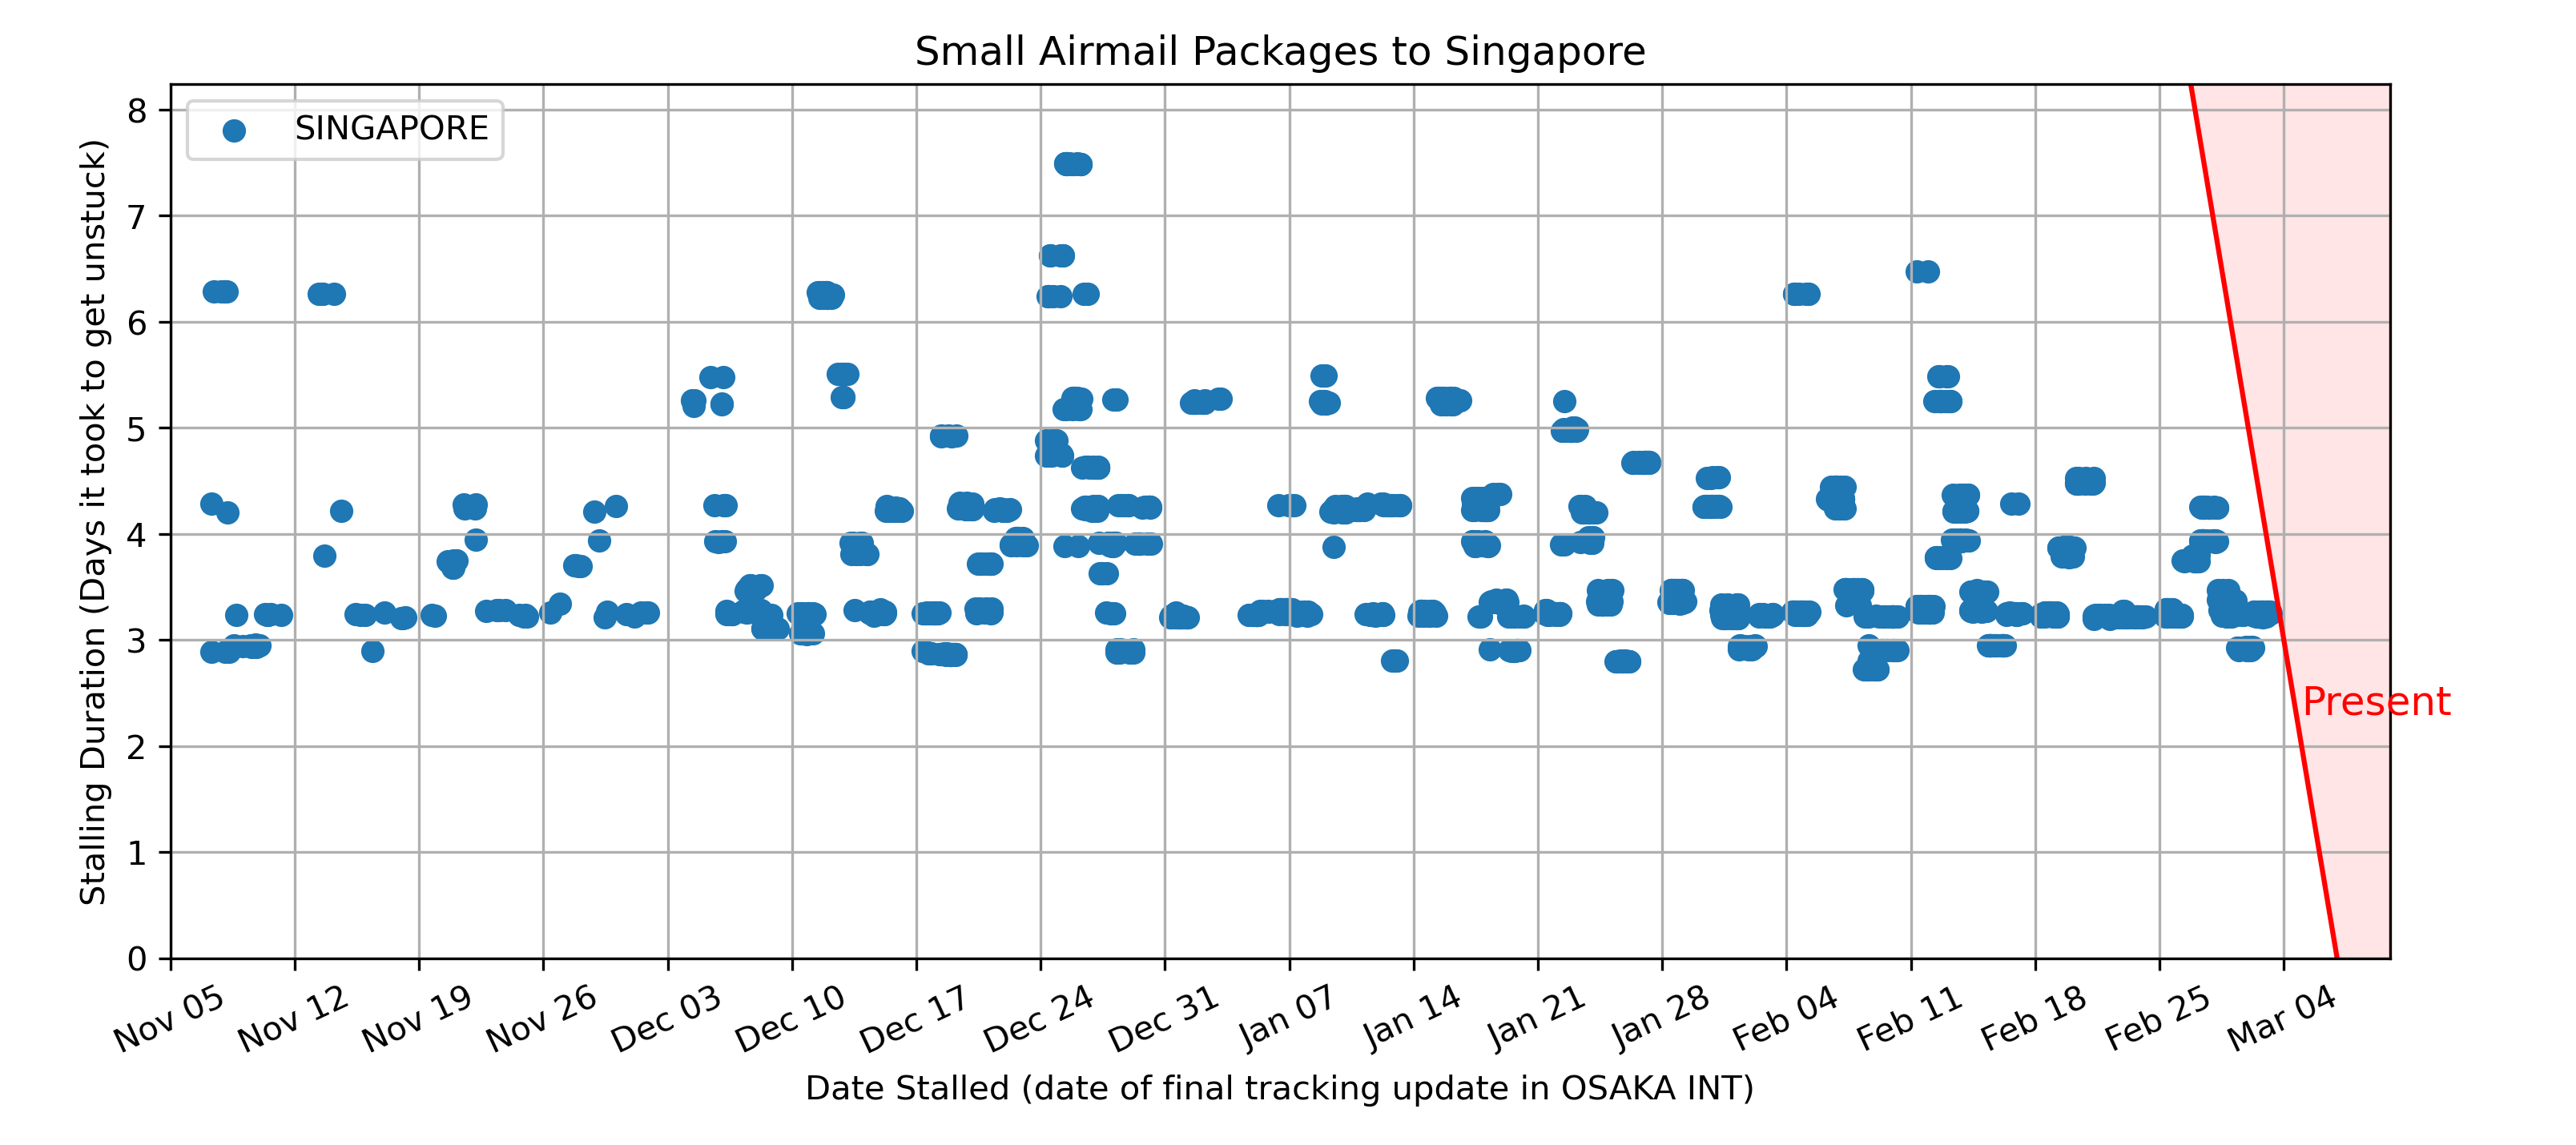 Small Airmail Packages to Singapore
SINGAPORE
Stalling Duration (Days it took to get unstuck)
8
7
6
5
4
3
2
1
0
Present
Nov 05
Nov 12
Nov 19
Nov 26
Dec 03
Dec 10
Dec 17
Dec 24
Dec 31
Jan 07
Jan 14
Jan 21
Jan 28
Feb 04
Feb 11
Feb 18
Feb 25
Mar 04
Date Stalled (date of final tracking update in OSAKA INT)